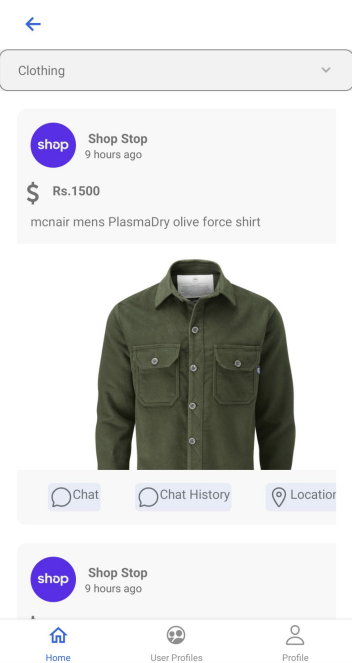 Clothing
shop
Shop Stop
9 hours ago
$ Rs.1500
mcnair mens PlasmaDry olive force shirt
Chat
Chat History
Location
shop
Shop Stop
9 hours ago
Home
User Profiles
Profile